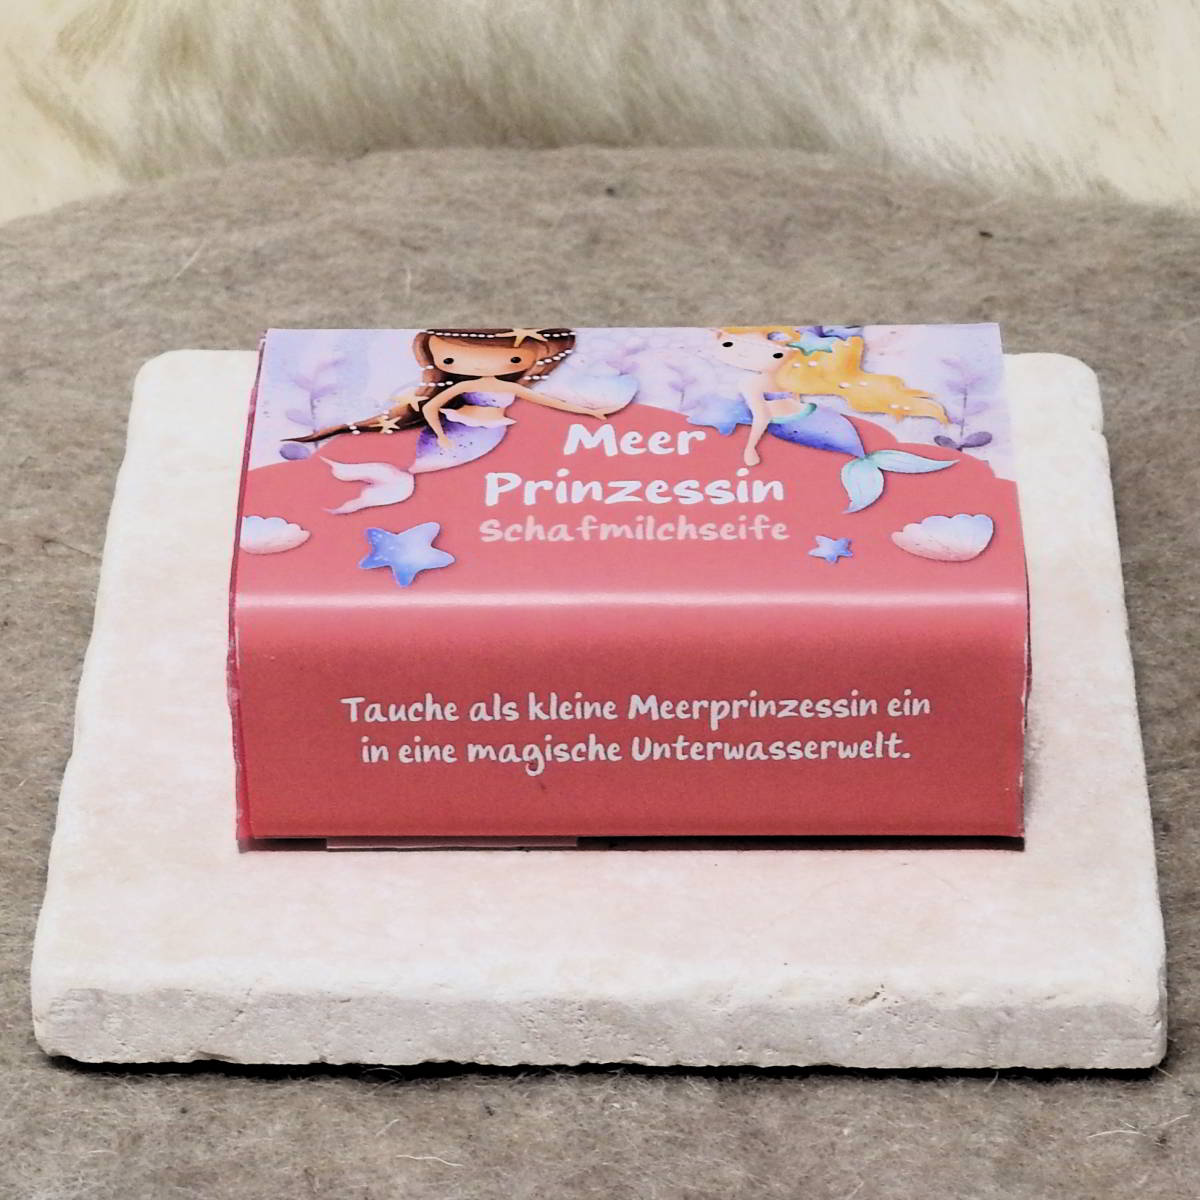 Meer
Prinzessin
Schafmilchseife
Tauche als kleine Meerprinzessin ein
in eine magische Unterwasserwelt.